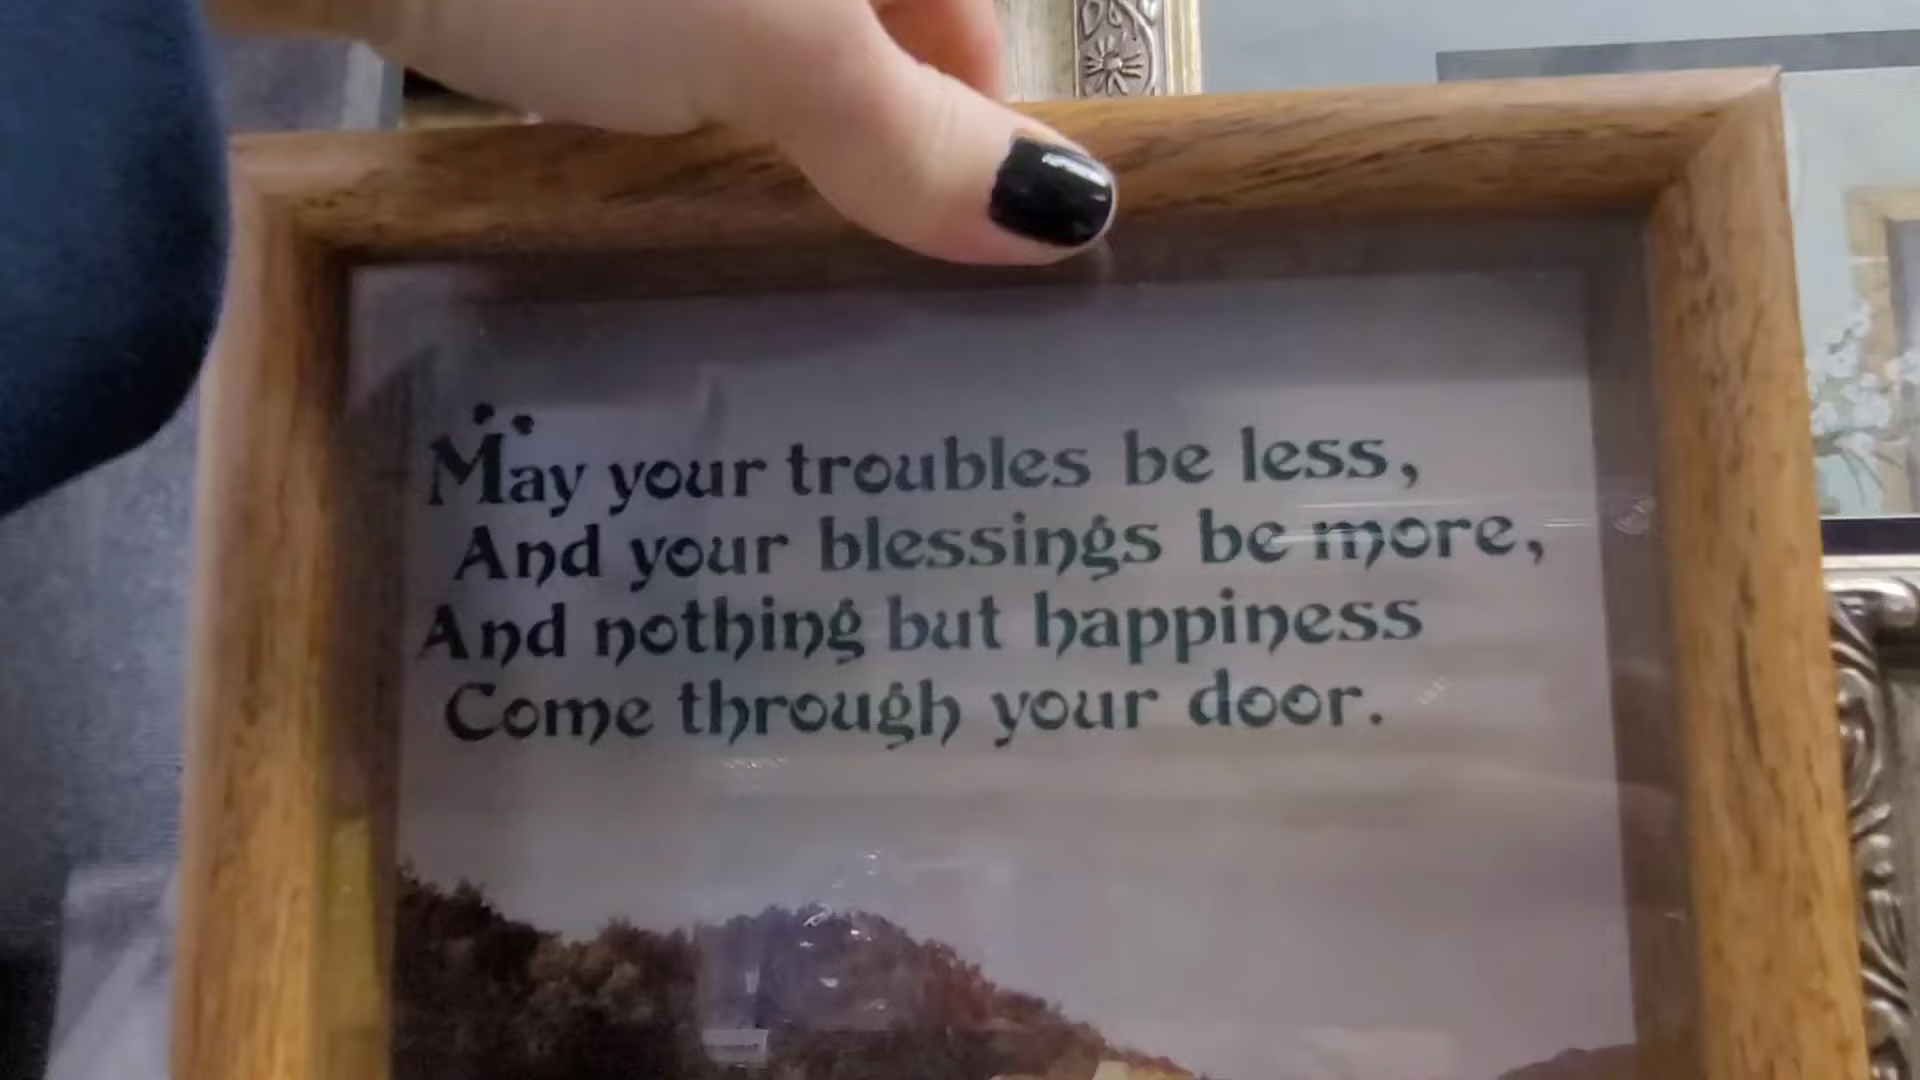 May your troubles be less,
And your blessings be more,
And nothing but happiness
Come through your door.